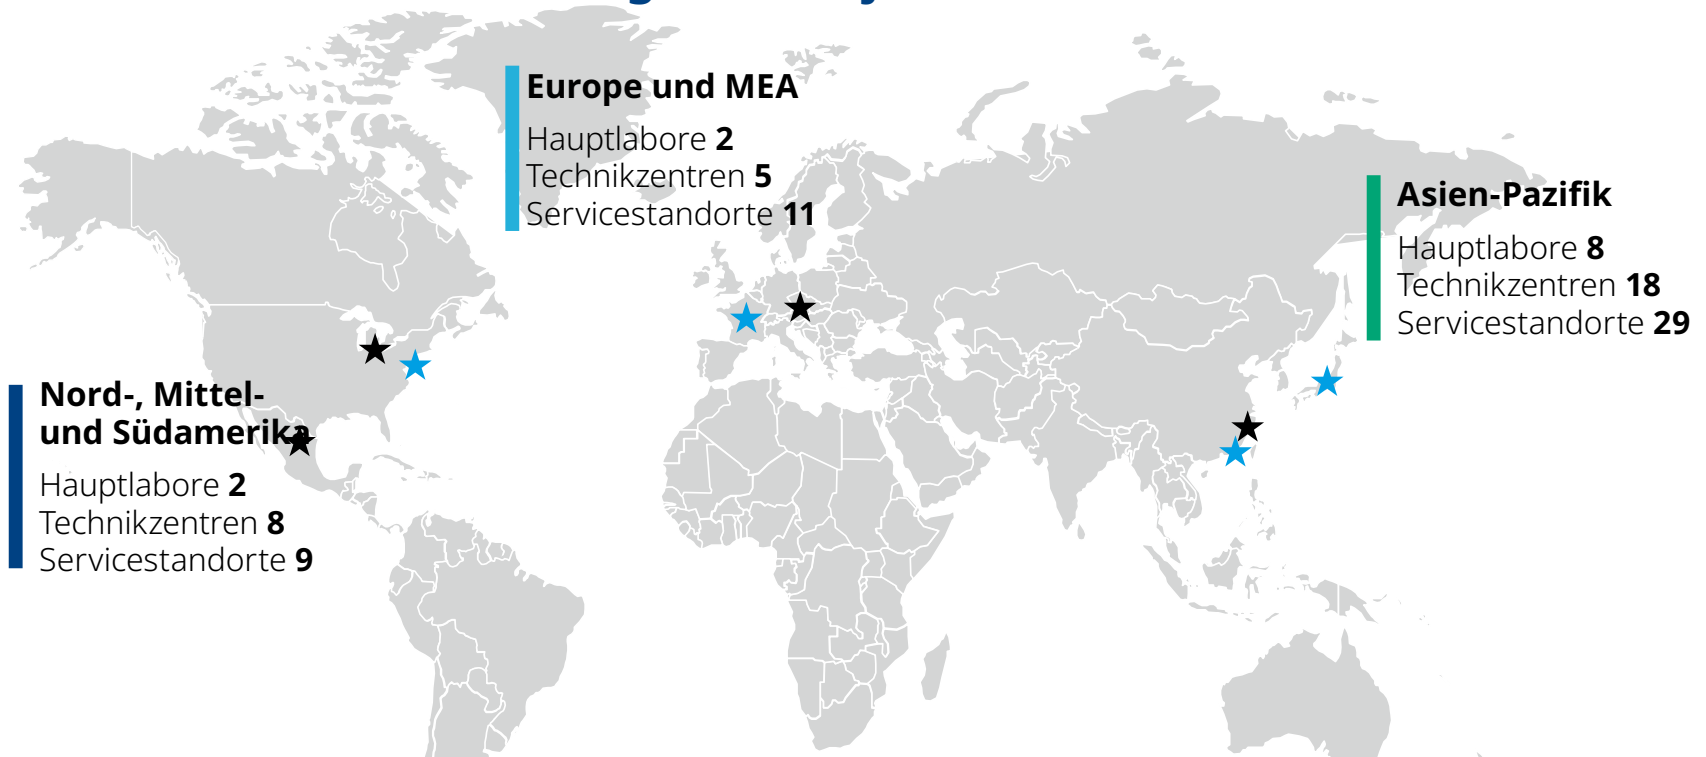 Europe und MEA
Hauptlabore 2
Technikzentren 5
Servicestandorte 11
Asien-Pazifik
Hauptlabore 8
Technikzentren 18
Servicestandorte 29
Nord-, Mittel-
und Südamerika
Hauptlabore 2
Technikzentren 8
Servicestandorte 9